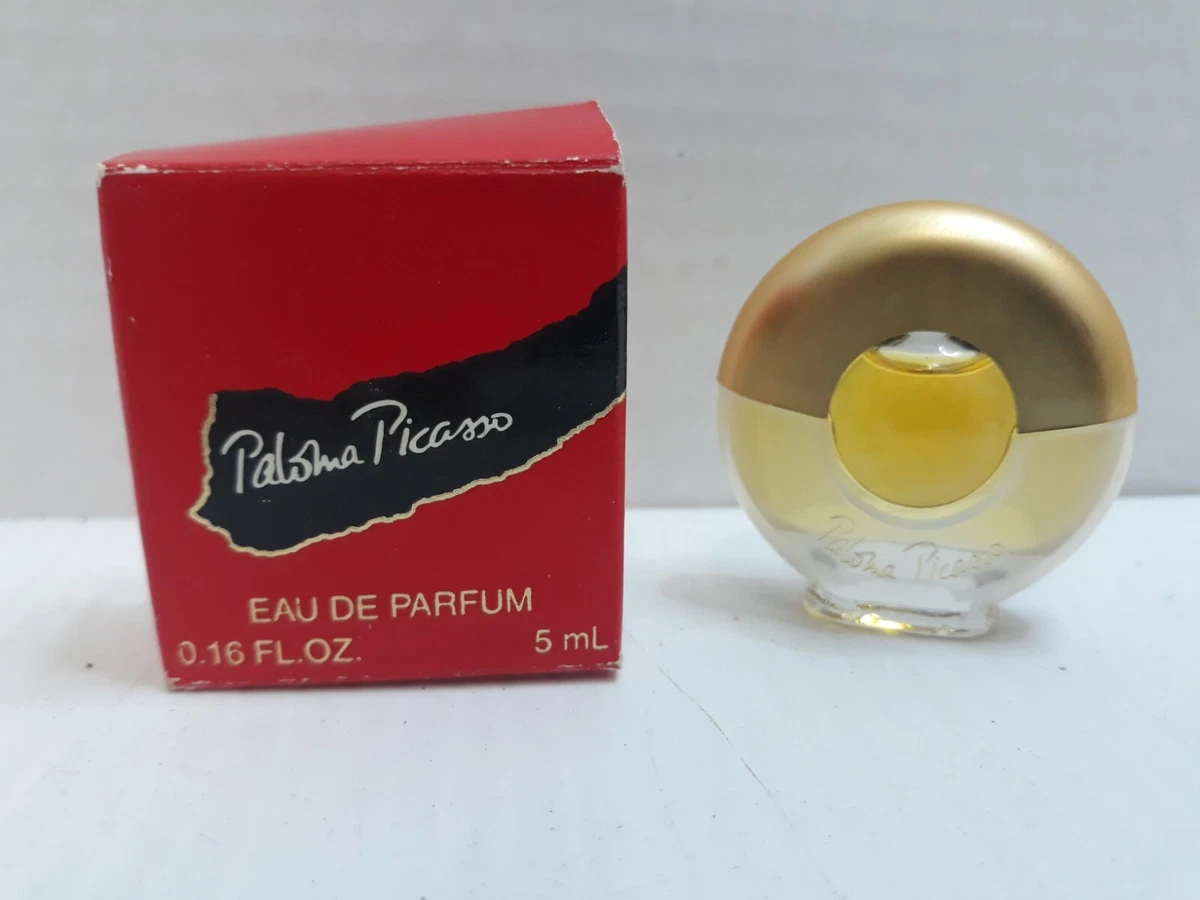 Paloma Picasso
EAU DE PARFUM
0.16 FL.OZ. 5 mL
Paloma Picasso